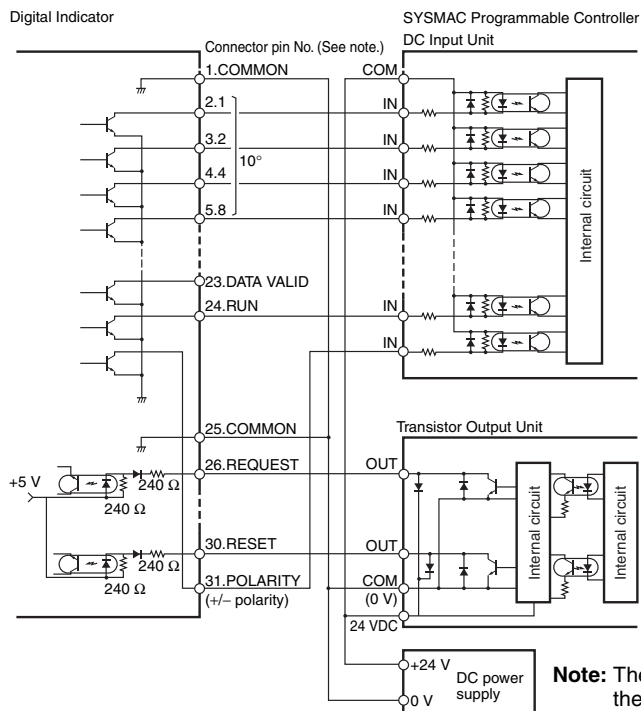 Digital Indicator
SYSMAC Programmable Controller
DC Input Unit
Connector pin No. (See note.)
1.COMMON
COM
2.1
IN
3.2
IN
10°
4.4
IN
5.8
IN
Internal circuit
23.DATA VALID
24.RUN
IN
IN
25.COMMON
Transistor Output Unit
26.REQUEST
OUT
+5 V
240 Ω
240 Ω
Internal circuit
Internal circuit
30.RESET
OUT
240 Ω
240 Ω
31.POLARITY
(+/− polarity)
COM
(0 V)
24 VDC
+24 V
DC power
supply
0 V
Note: The
the